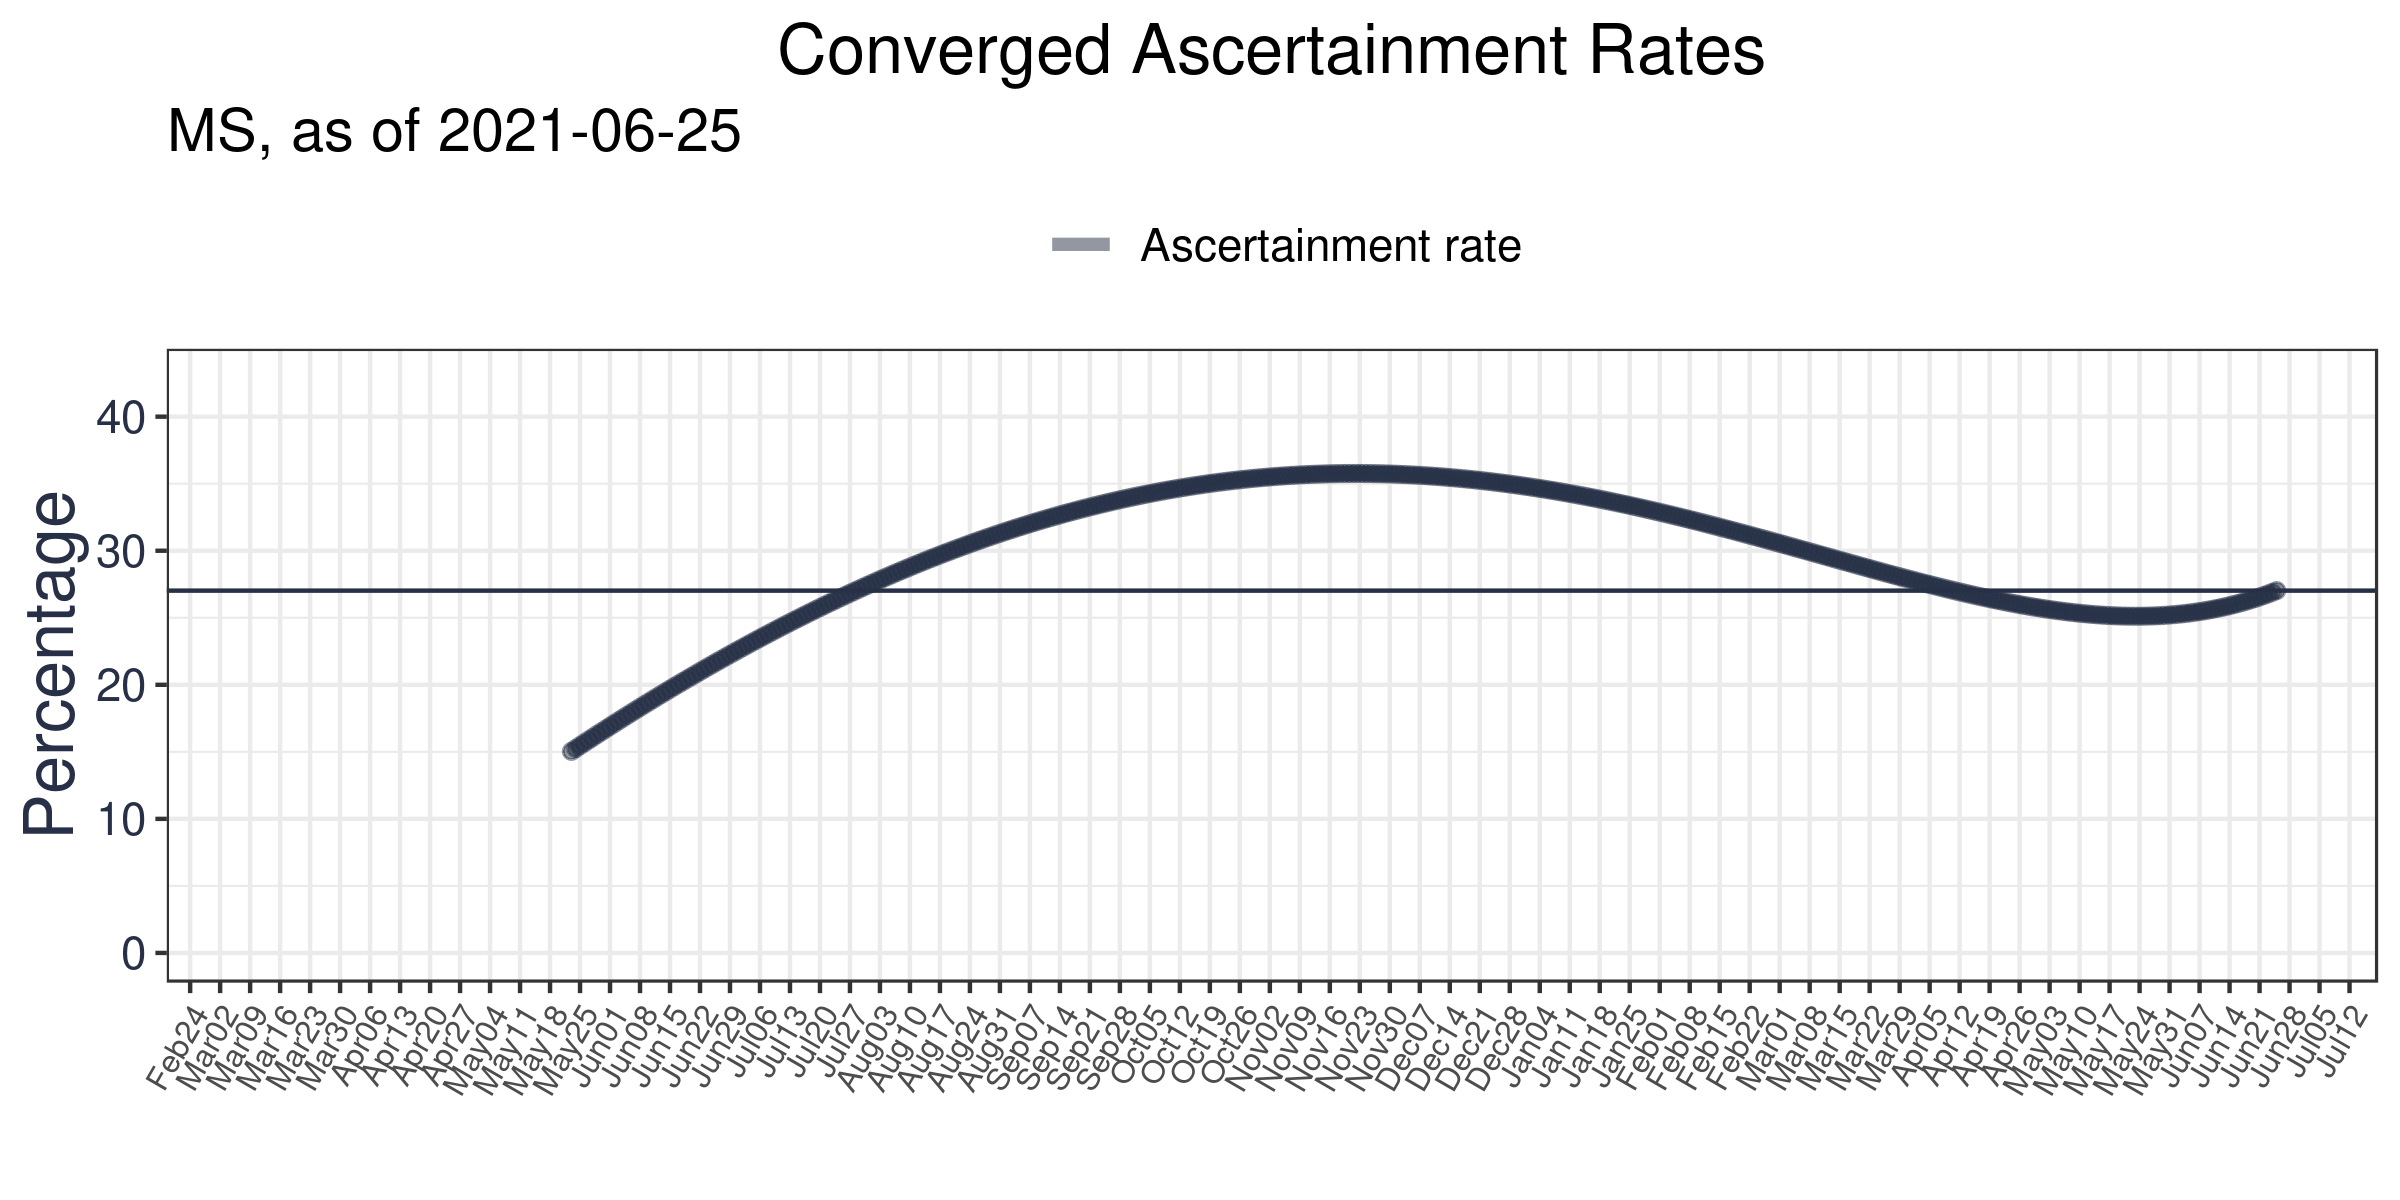 Converged Ascertainment Rates
MS, as of 2021-06-25
Ascertainment rate
Percentage
40
30
20
10
0
Feb24
Mar02
Mar09
Mar16
Mar23
Mar30
Apr06
Apr13
Apr20
Apr27
May04
May11
May18
May25
Jun01
Jun08
Jun15
Jun22
Jun29
Jul06
Jul13
Jul20
Jul27
Aug03
Aug10
Aug17
Aug24
Aug31
Sep07
Sep14
Sep21
Sep28
Oct05
Oct12
Oct19
Oct26
Nov02
Nov09
Nov16
Nov23
Nov30
Dec07
Dec14
Dec21
Dec28
Jan04
Jan11
Jan18
Jan25
Feb01
Feb08
Feb15
Feb22
Mar01
Mar08
Mar15
Mar22
Mar29
Apr05
Apr12
Apr19
Apr26
May03
May10
May17
May24
May31
Jun07
Jun14
Jun21
Jun28
Jul05
Jul12